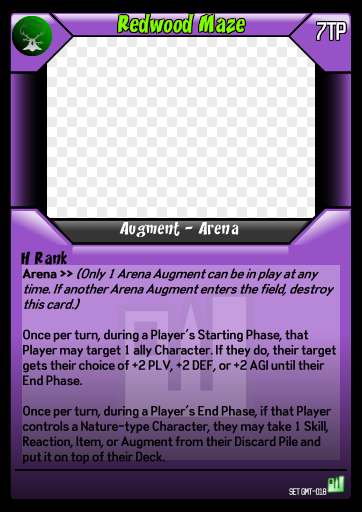 Redwood Maze
7TP
Augment - Arena
H Rank
Arena >> (Only 1 Arena Augment can be in play at any
time. If another Arena Augment enters the field, destroy
this card.)
Once per turn, during a Player's Starting Phase, that
Player may target 1 ally Character. If they do, their target
gets their choice of +2 PLV, +2 DEF, or +2 AGI until their
End Phase.
Once per turn, during a Player's End Phase, if that Player
controls a Nature-type Character, they may take 1 Skill,
Reaction, Item, or Augment from their Discard Pile and
put it on top of their Deck.
SET GMT-018